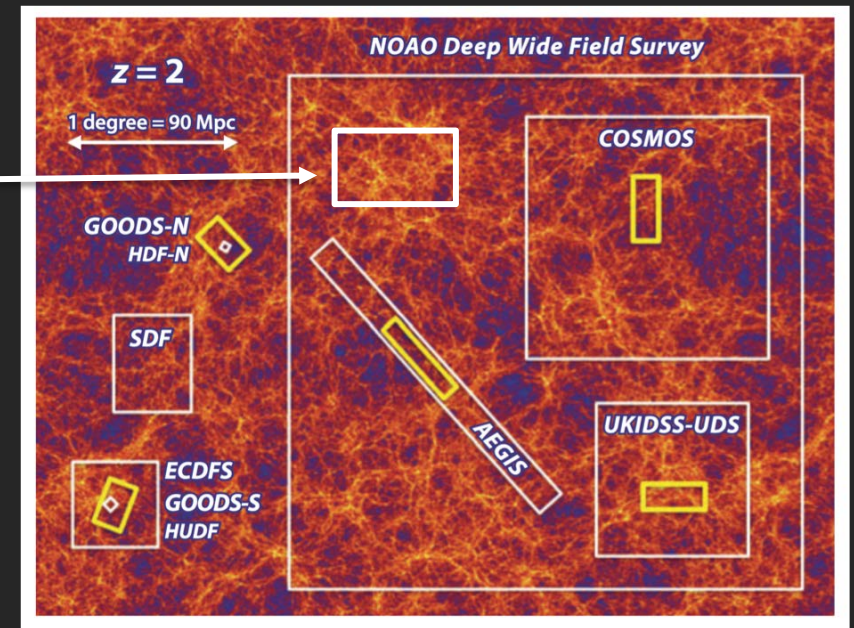 NOAO Deep Wide Field Survey
z = 2
1 degree = 90 Mpc
COSMOS
GOODS-N
HDF-N
SDF
AEGIS
UKIDSS-UDS
ECDFS
GOODS-S
HUDF